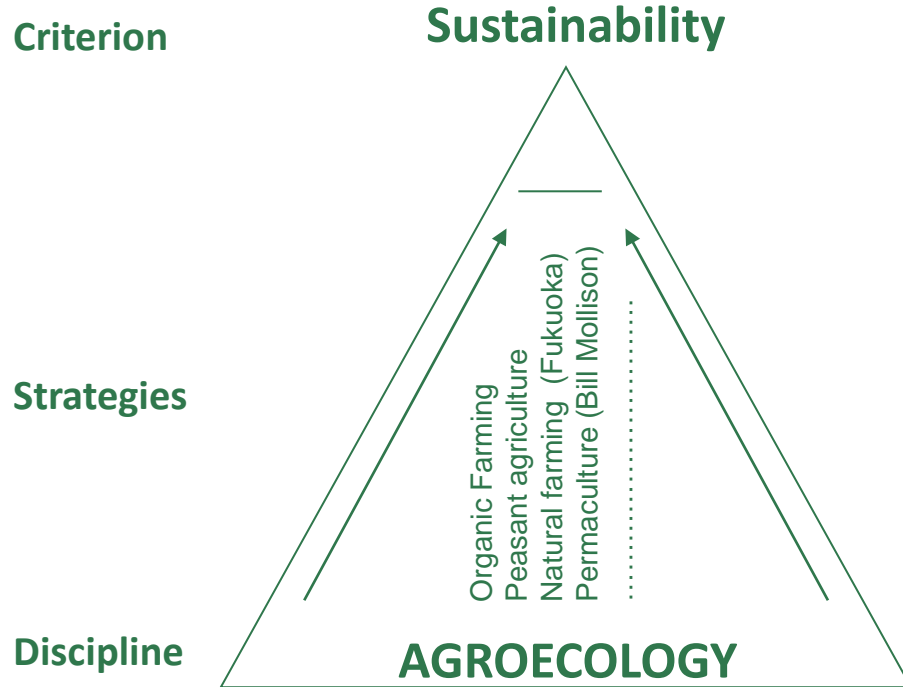 Criterion
Sustainability
Strategies
Organic Farming
Peasant agriculture
Natural farming (Fukuoka)
Permaculture (Bill Mollison)
Discipline
AGROECOLOGY